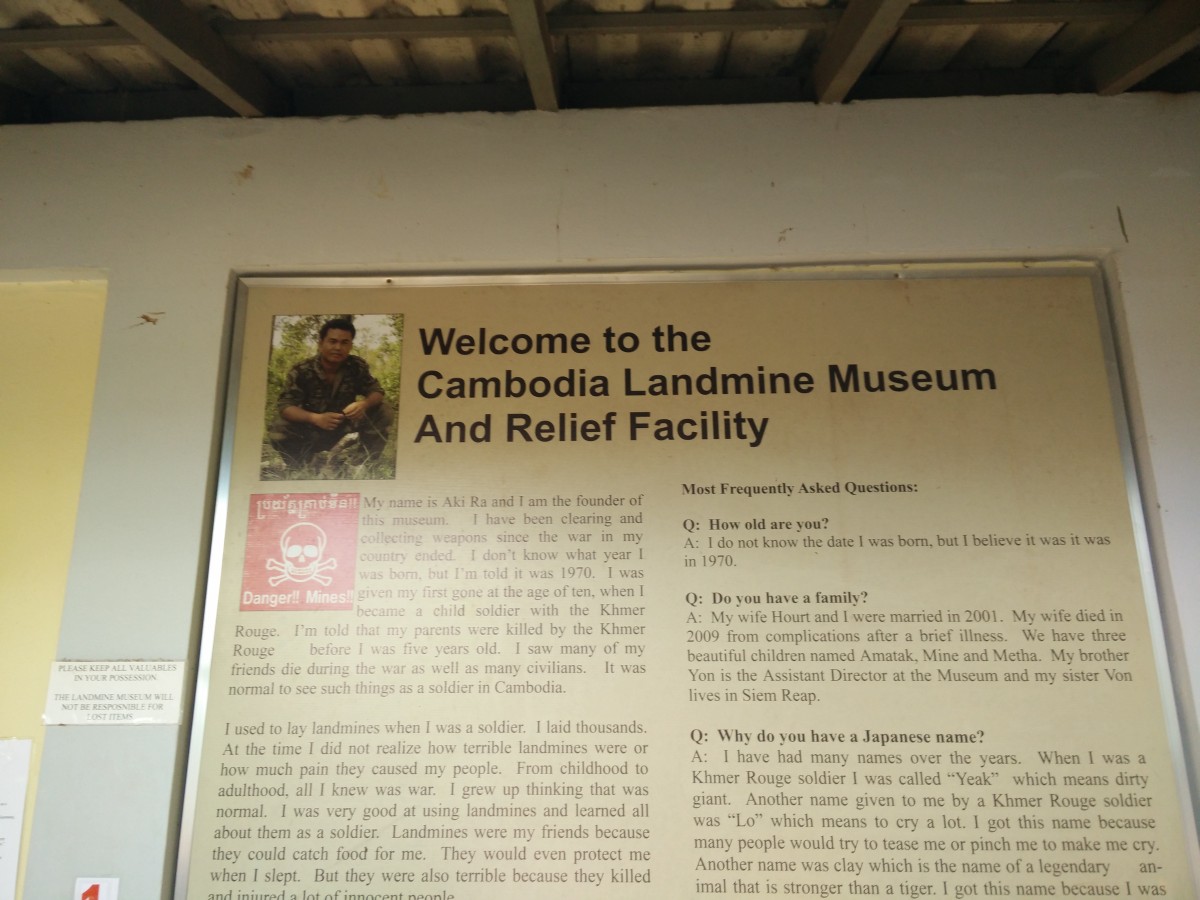 Welcome to the
Cambodia Landmine Museum
And Relief Facility
ប្រយ័ត្នគ្រាប់មីន!!
Danger!! Mines!!
My name is Aki Ra and I am the founder of
this museum. I have been clearing and
collecting weapons since the war in my
country ended. I don't know what year I
was born, but I'm told it was 1970. I was
given my first gone at the age of ten, when I
became a child soldier with the Khmer
Rouge. I'm told that my parents were killed by the Khmer
Rouge before I was five years old. I saw many of my
friends die during the war as well as many civilians. It was
normal to see such things as a soldier in Cambodia.
I used to lay landmines when I was a soldier. I laid thousands.
At the time I did not realize how terrible landmines were or
how much pain they caused my people. From childhood to
adulthood, all I knew was war. I grew up thinking that was
normal. I was very good at using landmines and learned all
about them as a soldier. Landmines were my friends because
they could catch food for me. They would even protect me
when I slept. But they were also terrible because they killed
and injured a lot of innocent people.
Most Frequently Asked Questions:
Q: How old are you?
A: I do not know the date I was born, but I believe it was it was
in 1970.
Q: Do you have a family?
A: My wife Hourt and I were married in 2001. My wife died in
2009 from complications after a brief illness. We have three
beautiful children named Amatak, Mine and Metha. My brother
Yon is the Assistant Director at the Museum and my sister Von
lives in Siem Reap.
Q: Why do you have a Japanese name?
A: I have had many names over the years. When I was a
Khmer Rouge soldier I was called "Yeak" which means dirty
giant. Another name given to me by a Khmer Rouge soldier
was "Lo" which means to cry a lot. I got this name because
many people would try to tease me or pinch me to make me cry.
Another name was clay which is the name of a legendary an-
imal that is stronger than a tiger. I got this name because I was
PLEASE KEEP ALL VALUABLES
IN YOUR POSSESSION.
THE LANDMINE MUSEUM WILL
NOT BE RESPOSNIBLE FOR
LOST ITEMS
1